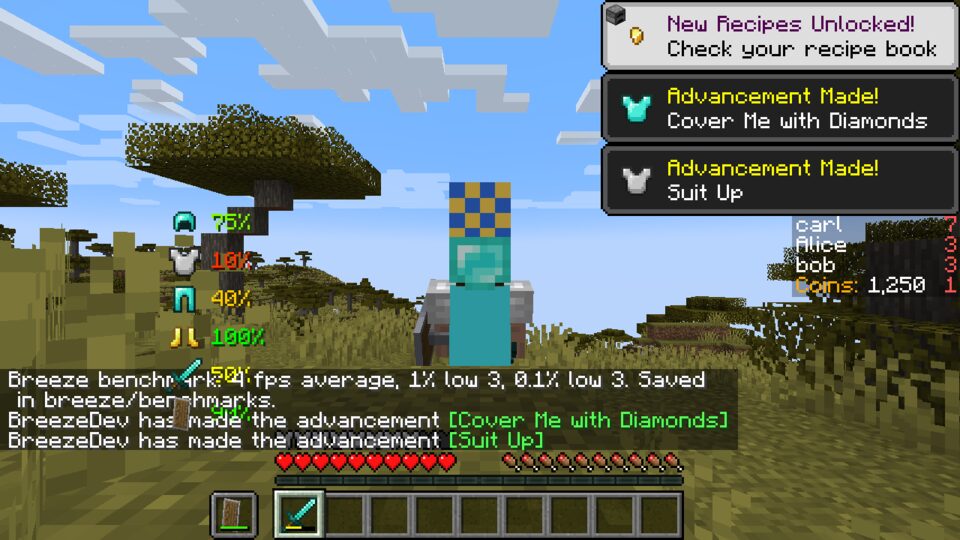 New Recipes Unlocked!
Check your recipe book
Advancement Made!
Cover Me with Diamonds
Advancement Made!
Suit Up
carl 7
Alice 3
bob 3
Coins: 1,250 1
75%
10%
40%
100%
50%
Breeze benchmark: 4 fps average, 1% low 3, 0.1% low 3. Saved
in breeze/benchmarks.
BreezeDev has made the advancement [Cover Me with Diamonds]
BreezeDev has made the advancement [Suit Up]